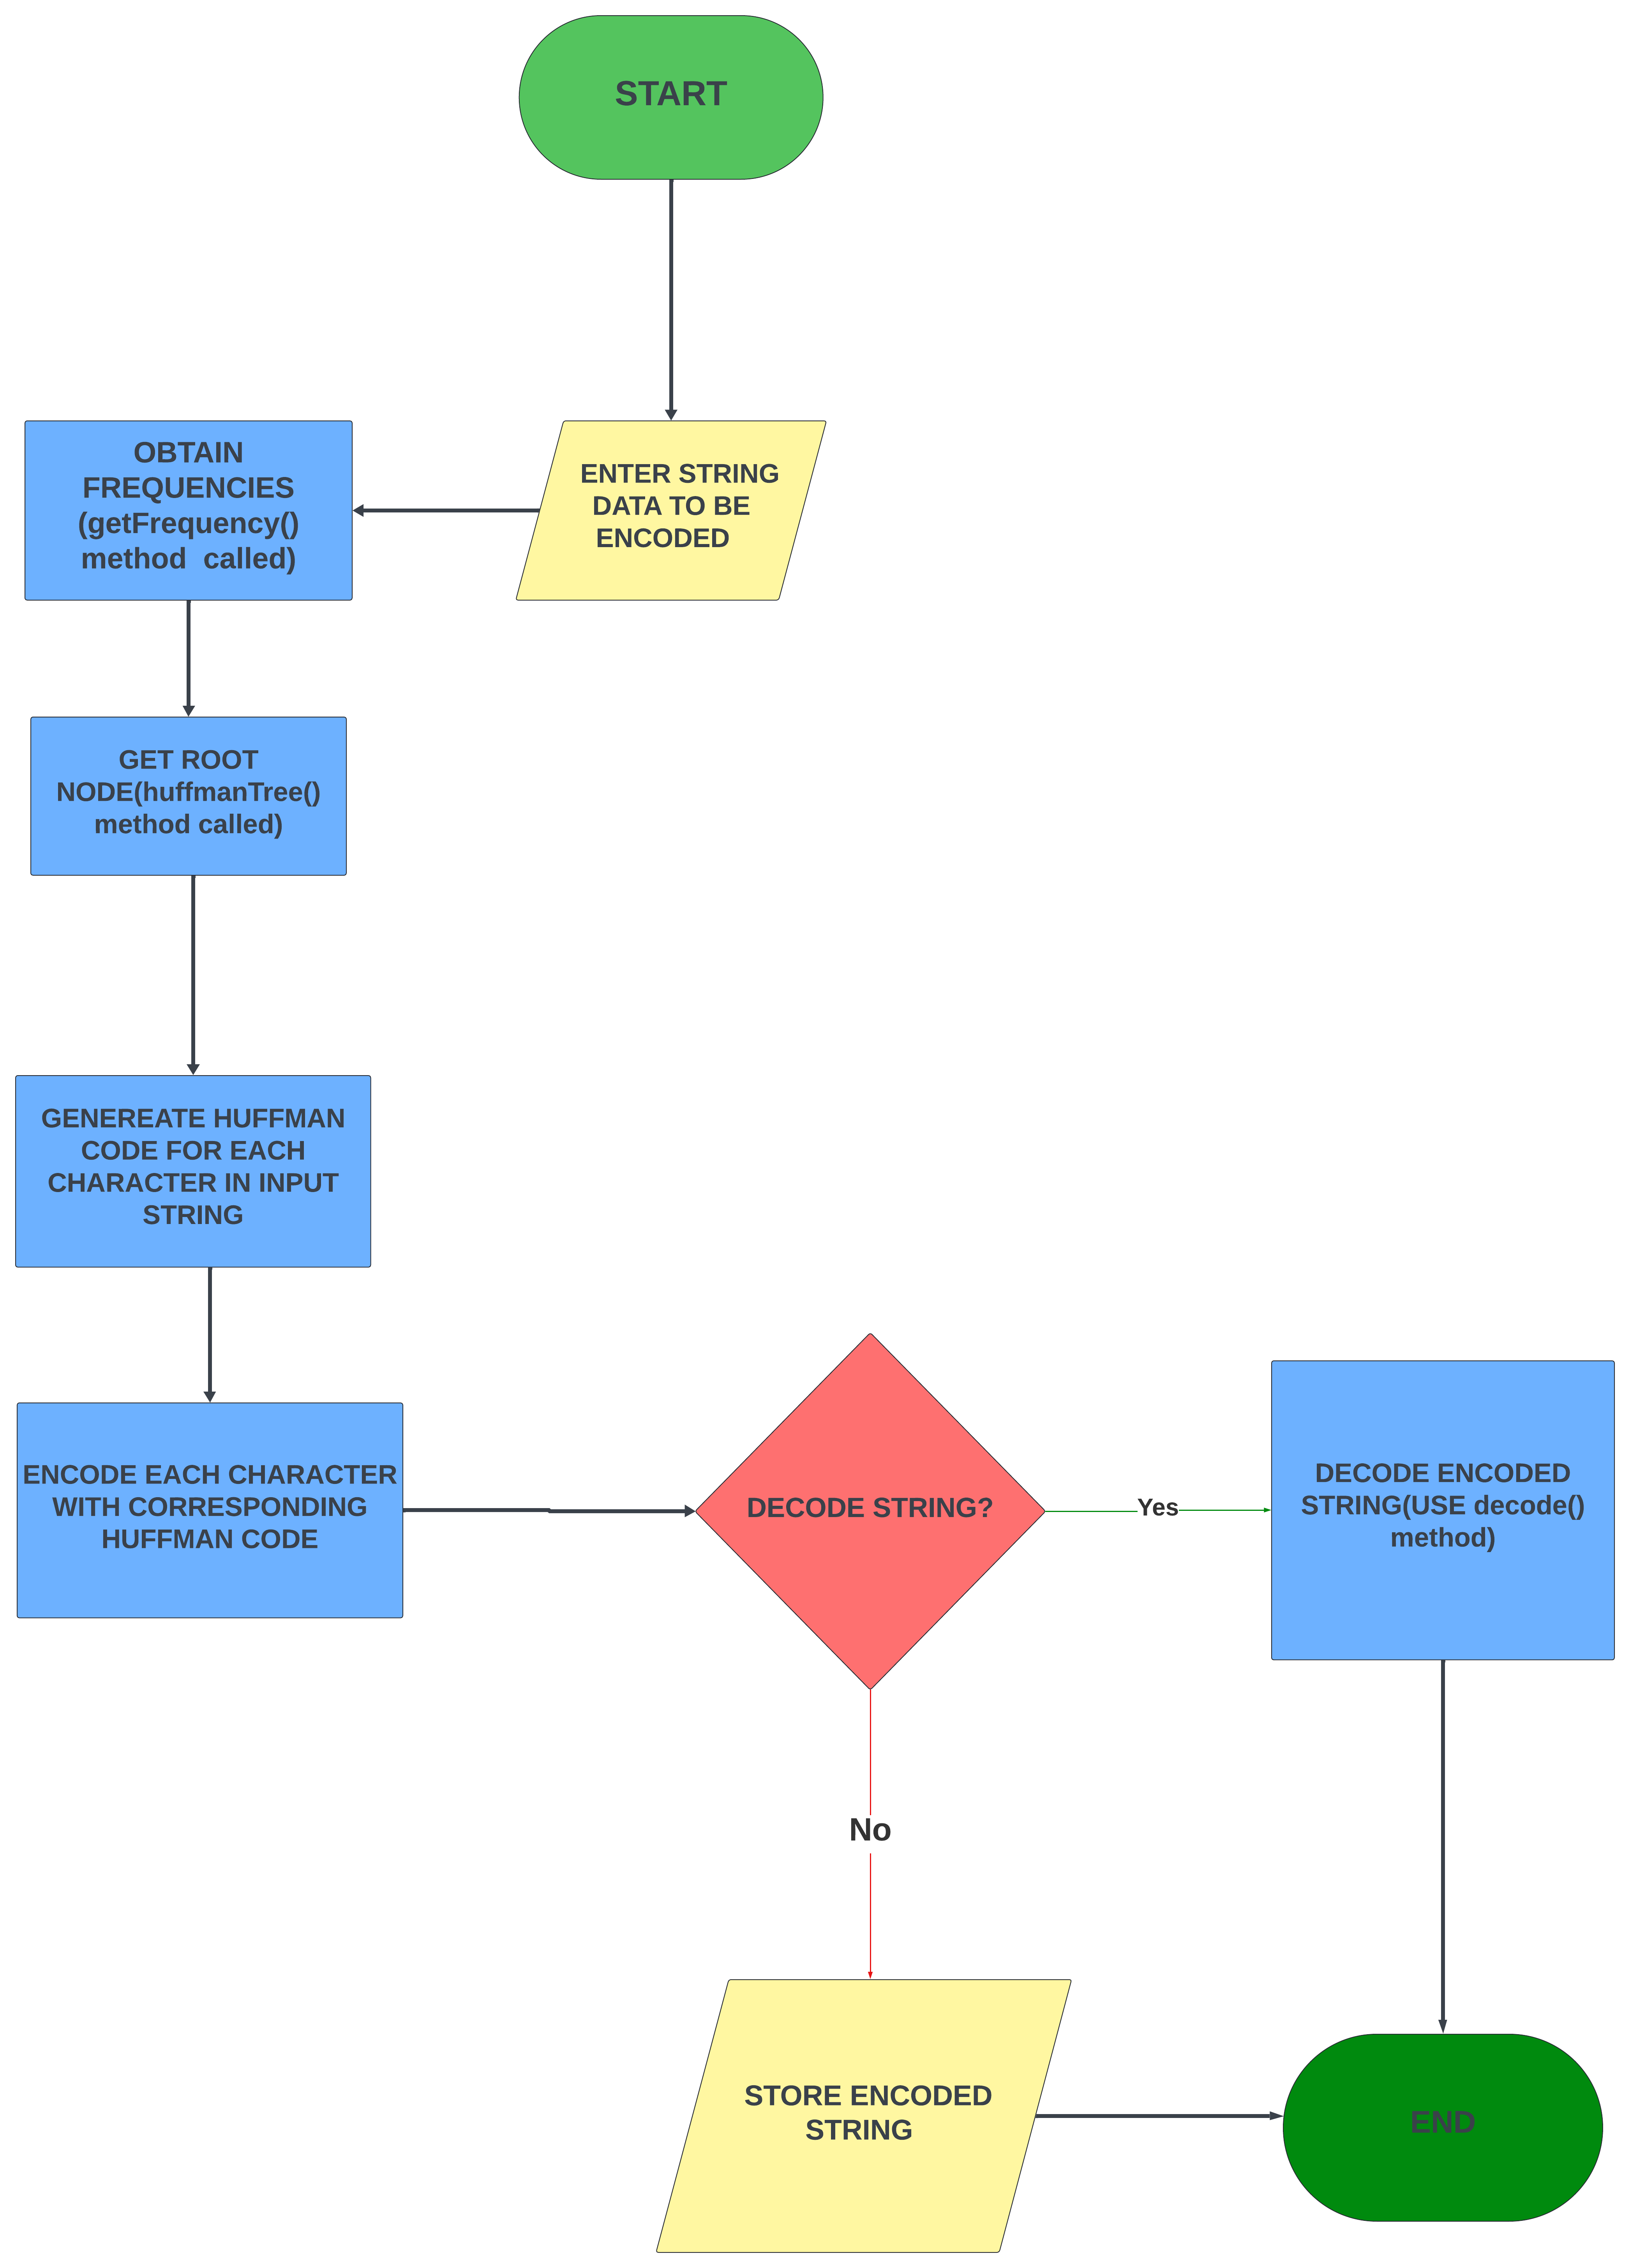 START
ENTER STRING
DATA TO BE
ENCODED
OBTAIN
FREQUENCIES
(getFrequency()
method  called)
GET ROOT
NODE(huffmanTree()
method called)
GENEREATE HUFFMAN
CODE FOR EACH
CHARACTER IN INPUT
STRING
ENCODE EACH CHARACTER
WITH CORRESPONDING
HUFFMAN CODE
DECODE STRING?
Yes
DECODE ENCODED
STRING(USE decode()
method)
No
STORE ENCODED
STRING
END